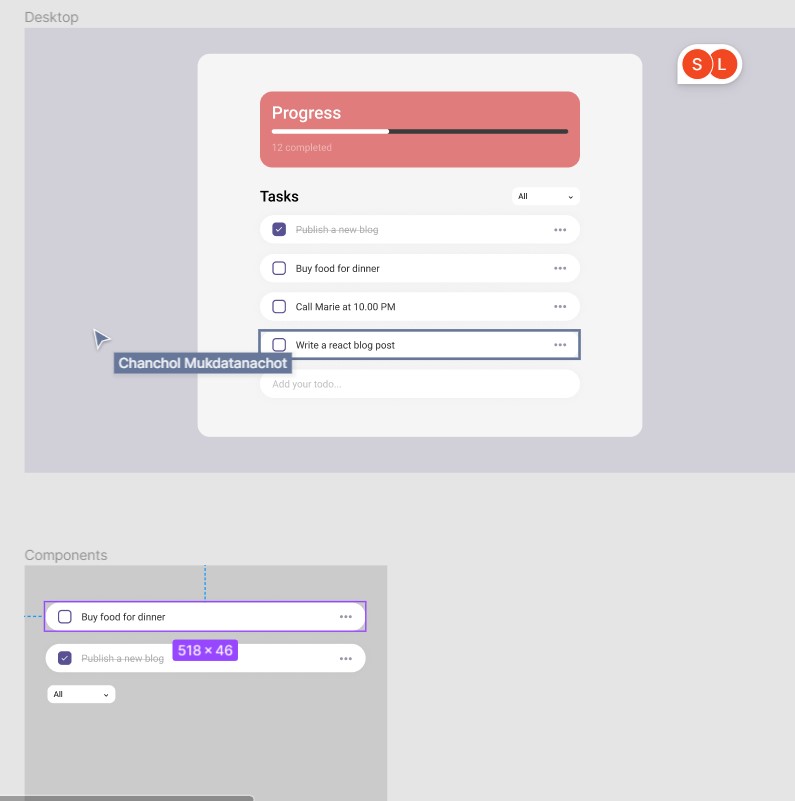 Desktop
S L
Progress
12 completed
Tasks
All
Publish a new blog
Buy food for dinner
Call Marie at 10.00 PM
Write a react blog post
Chanchol Mukdatanachot
Add your todo...
Components
Buy food for dinner
518 × 46
Publish a new blog
All